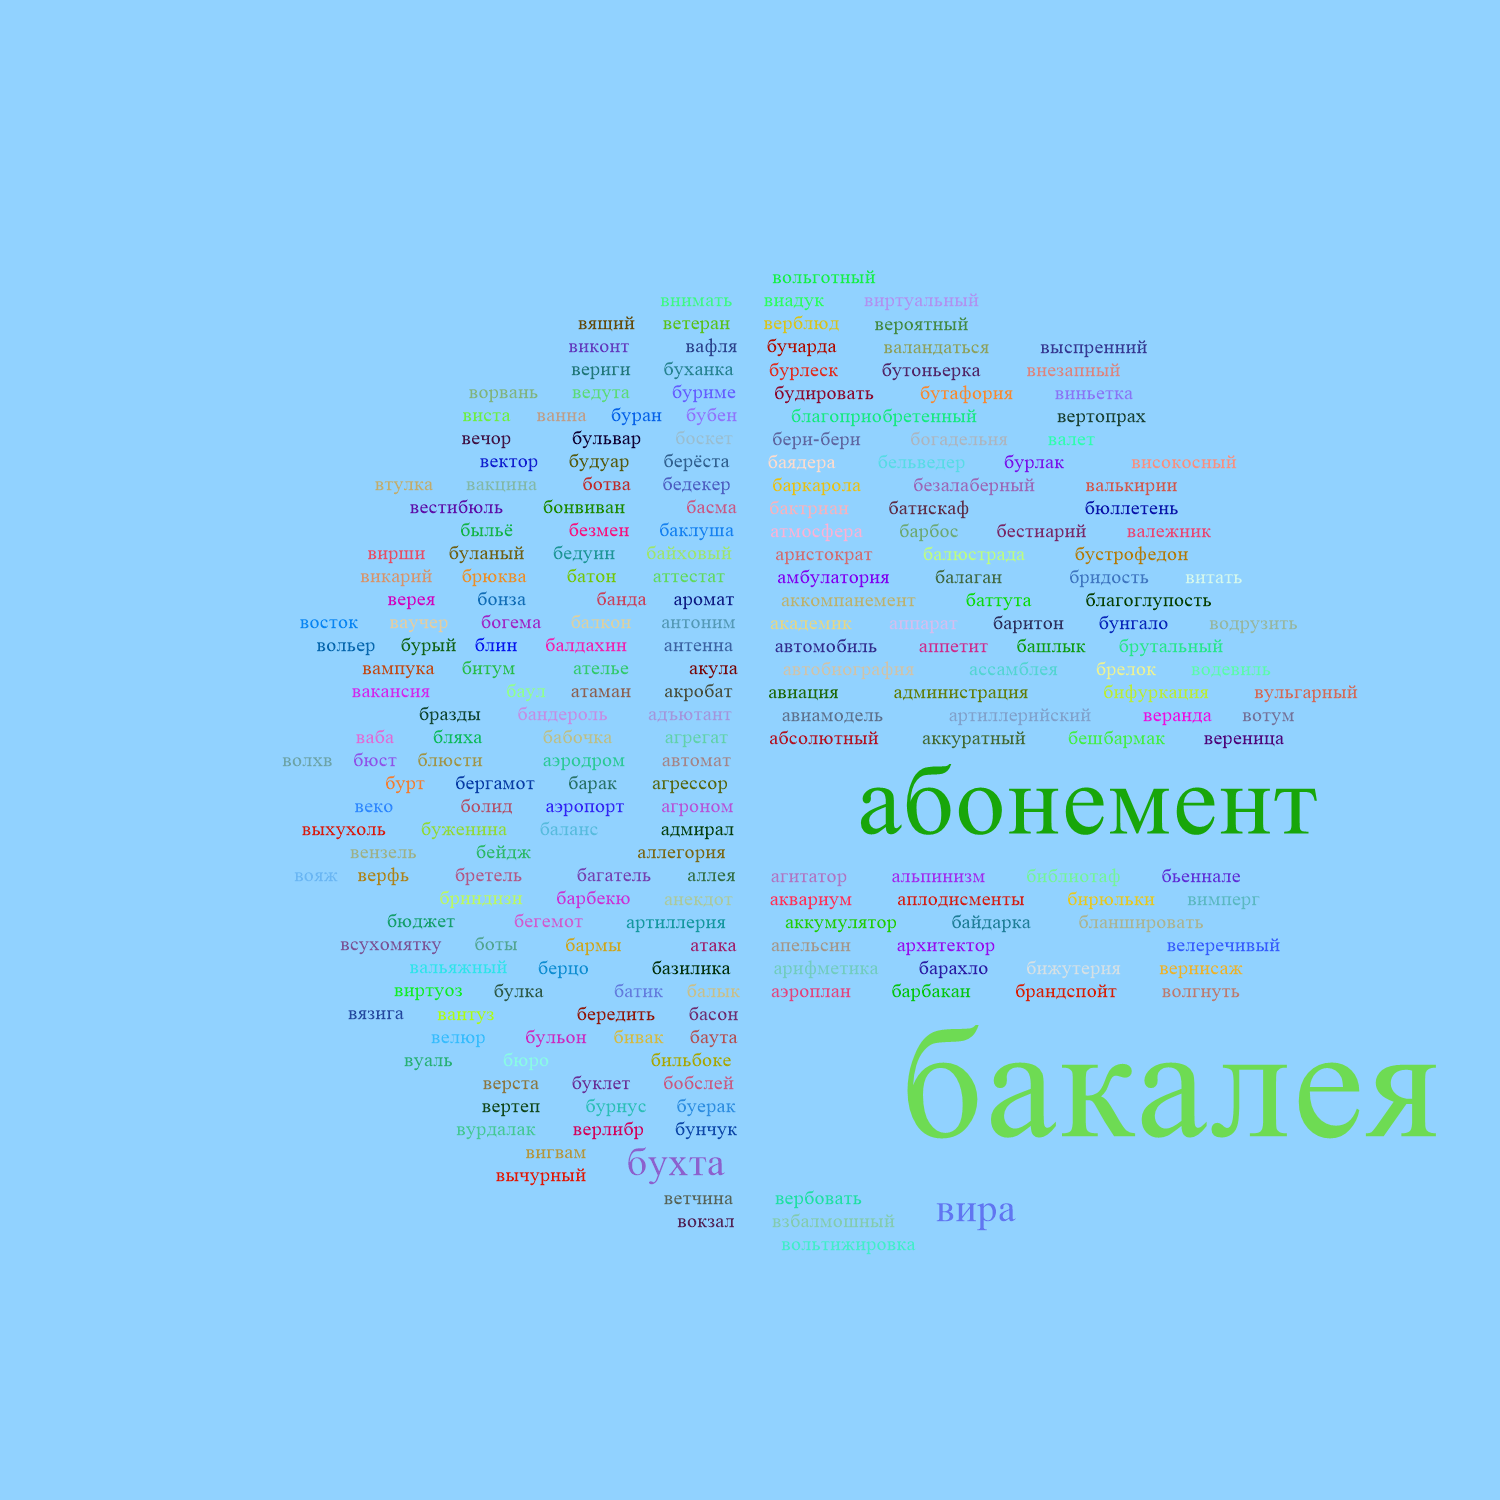 вольготный
внимать виадук виртуальный
вящий ветеран верблюд вероятный
виконт вафля бучарда валандаться выспренний
вериги буханка бурлеск бутоньерка внезапный
ворвань ведута буриме будировать бутафория виньетка
виста ванна буран бубен благоприобретенный вертопрах
вечор бульвар боскет бери-бери богадельня валет
вектор будуар берёста баядера бельведер бурлак високосный
втулка вакцина ботва бедекер баркарола безалаберный валькирии
вестибюль бонвиван басма бактриан батискаф бюллетень
быльё безмен баклуша атмосфера барбос бестиарий валежник
вирши буланый бедуин байховый аристократ балюстрада бустрофедон
викарий брюква батон аттестат амбулатория балаган бридость витать
верея бонза банда аромат аккомпанемент баттута благоглупость
восток ваучер богема балкон антоним академик аппарат баритон бунгало водрузить
вольер бурый блин балдахин антенна автомобиль аппетит башлык брутальный
вампука битум ателье акула автобиография ассамблея брелок водевиль
вакансия баул атаман акробат авиация администрация бифуркация вульгарный
бразды бандероль адъютант авиамодель артиллерийский веранда вотум
ваба бляха бабочка агрегат абсолютный аккуратный бешбармак вереница
волхв бюст блюсти аэродром автомат
бурт бергамот барак агрессор абонемент
веко болид аэропорт агроном
выхухоль буженина баланс адмирал
вензель бейдж аллегория
вояж верфь бретель багатель аллея агитатор альпинизм библиограф бьеннале
бриндизи барбекю анекдот аквариум аплодисменты бирюльки вимперг
бюджет бегемот артиллерия аккумулятор байдарка бланшировать
всухомятку боты бармы атака апельсин архитектор велеречивый
вальяжный берцо базилика арифметика барахло бижутерия вернисаж
виртуоз булка батик балык аэроплан барбакан брандспойт волгнуть
вязига вантуз бередить басон
велюр бульон бивак баута
вуаль бюро бильбоке бакалея
верста буклет бобслей
вертеп бурнус буерак
вурдалак верлибр бунчук
вигвам бухта
вычурный
ветчина вербовать вира
вокзал взбалмошный
вольтижировка